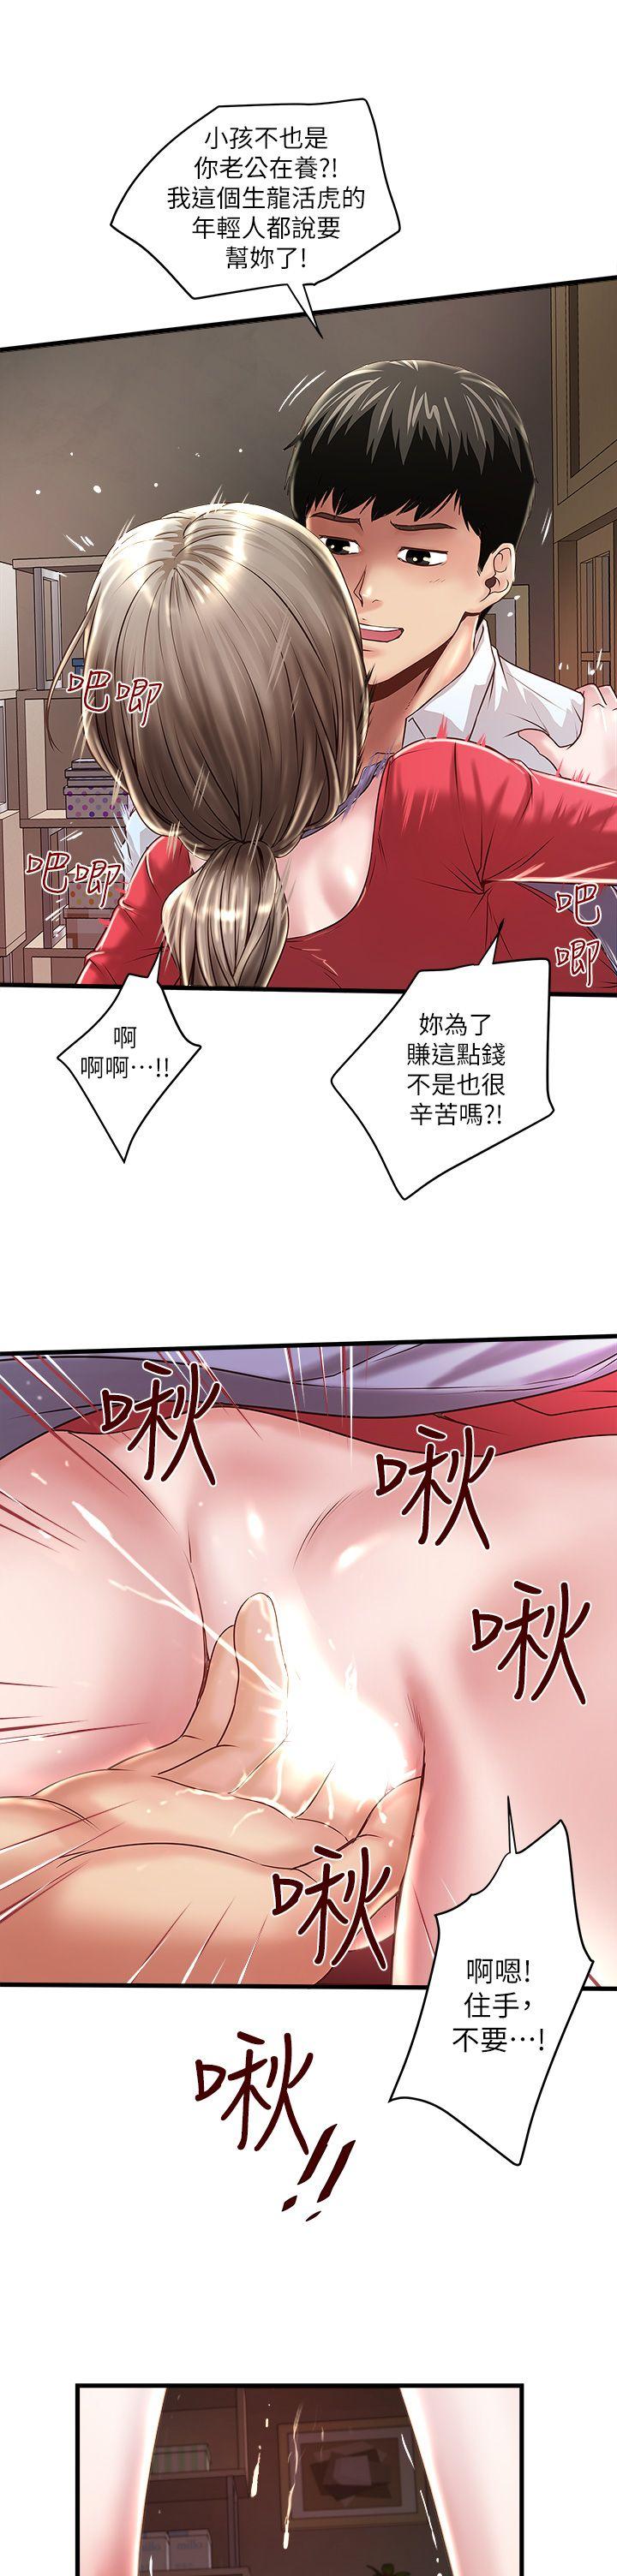 小孩不也是
你老公在養?!
我這個生龍活虎的
年輕人都說要
幫妳了!
吧唧
吧唧
吧唧
啊
啊啊…!!
妳為了
賺這點錢
不是也很
辛苦嗎?!
啾
啾
啾
啾
啊嗯!
住手,
不要…!
啾!!